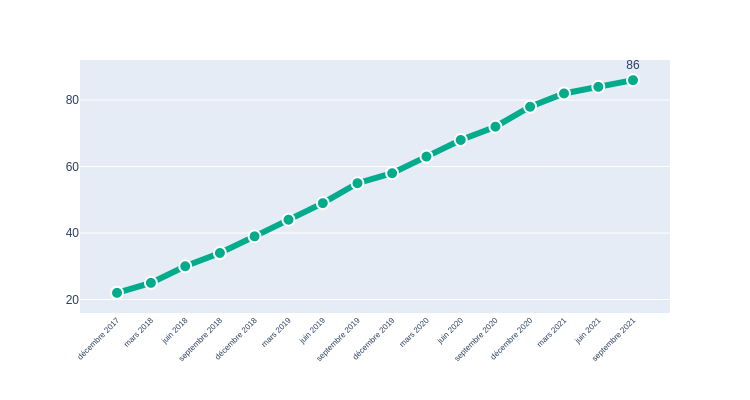 86
80
60
40
20
décembre 2017
mars 2018
juin 2018
septembre 2018
décembre 2018
mars 2019
juin 2019
septembre 2019
décembre 2019
mars 2020
juin 2020
septembre 2020
décembre 2020
mars 2021
juin 2021
septembre 2021